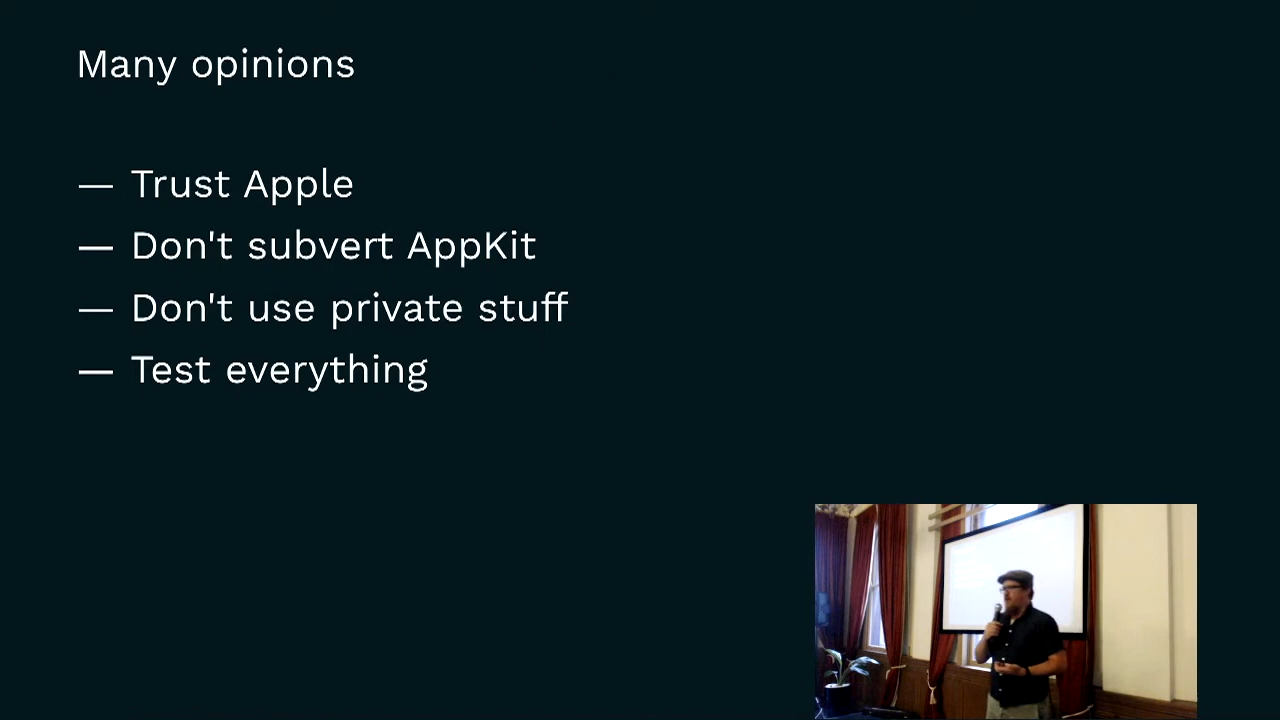 Many opinions
— Trust Apple
— Don't subvert AppKit
— Don't use private stuff
— Test everything